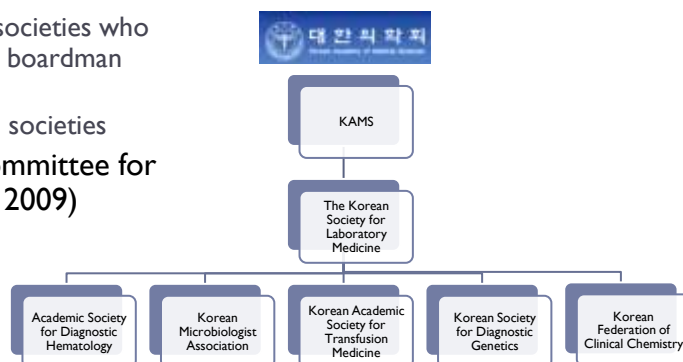 societies who
boardman
societies
mmittee for
2009)
대한의학회
KAMS
The Korean
Society for
Laboratory
Medicine
Academic Society
for Diagnostic
Hematology
Korean
Microbiologist
Association
Korean Academic
Society for
Transfusion
Medicine
Korean Society
for Diagnostic
Genetics
Korean
Federation of
Clinical Chemistry